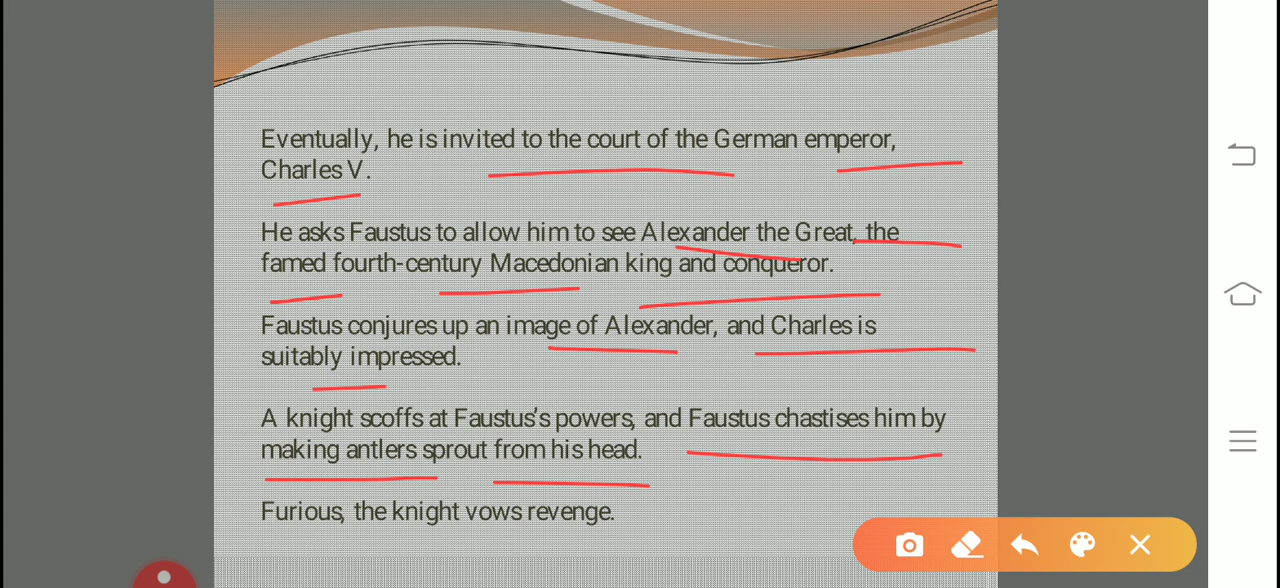 Eventually, he is invited to the court of the German emperor,
Charles V.
He asks Faustus to allow him to see Alexander the Great, the
famed fourth-century Macedonian king and conqueror.
Faustus conjures up an image of Alexander, and Charles is
suitably impressed.
A knight scoffs at Faustus's powers, and Faustus chastises him by
making antlers sprout from his head.
Furious, the knight vows revenge.